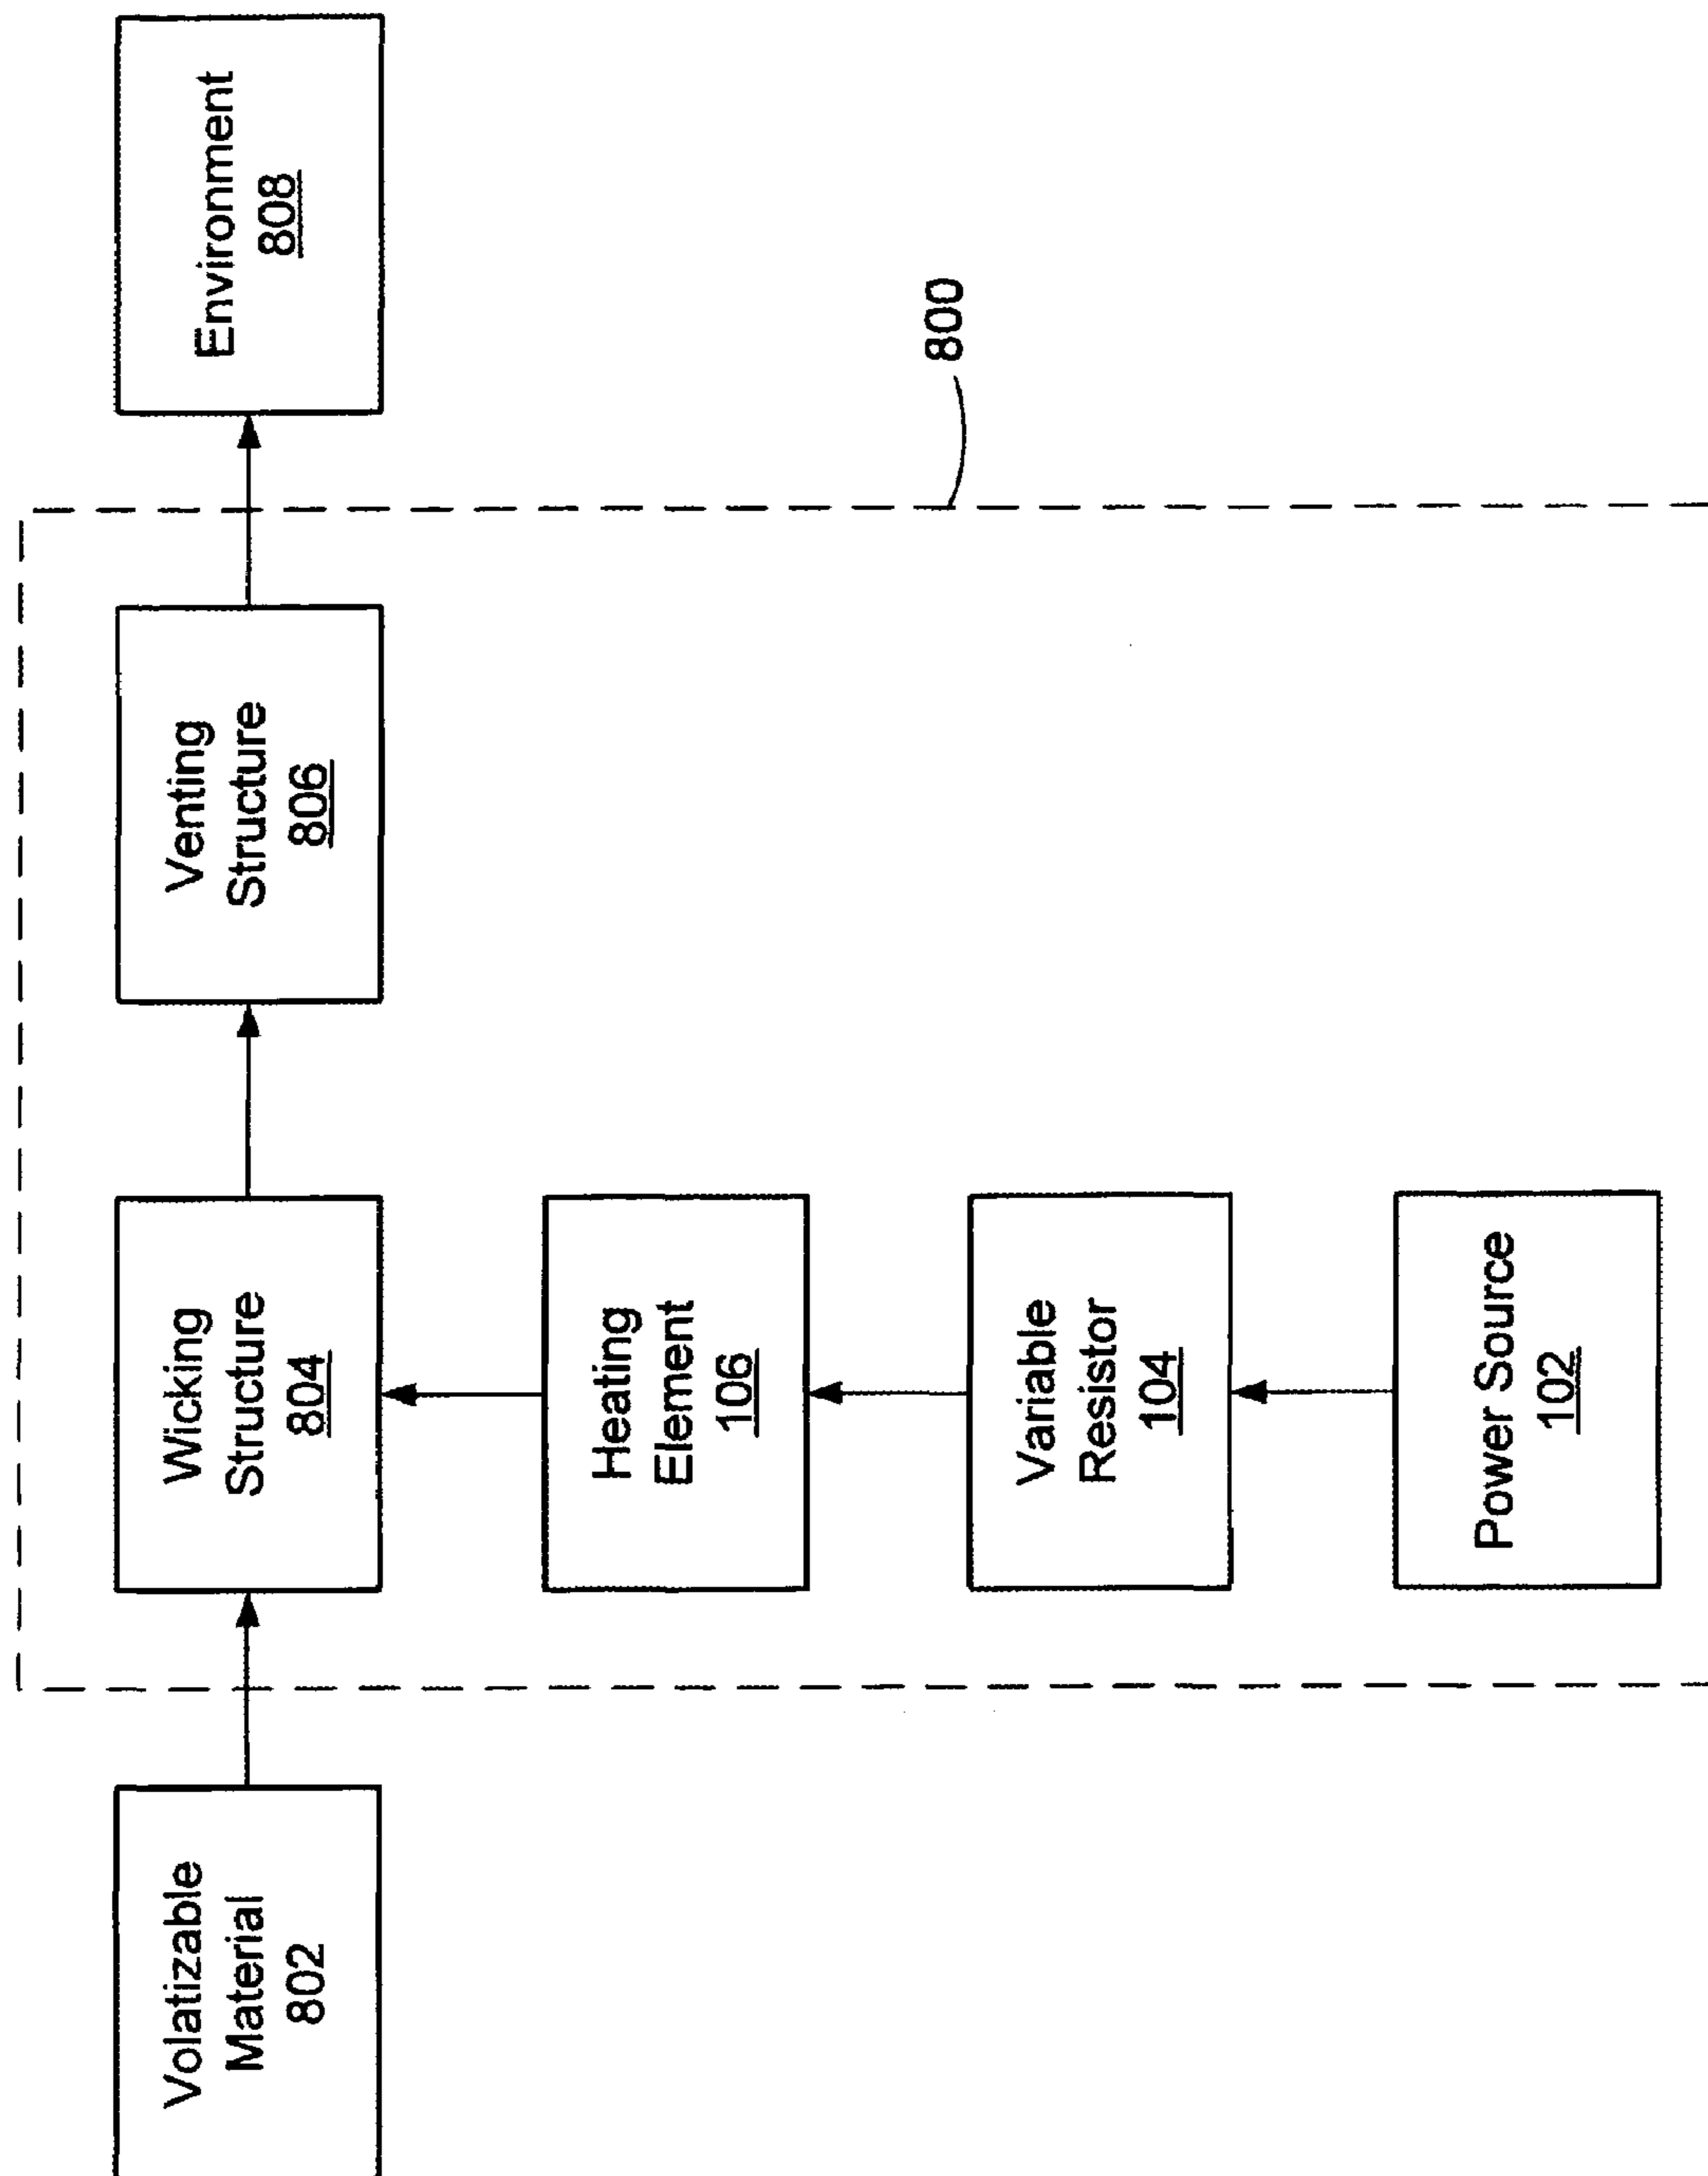 Volatizable
Material
802
Wicking
Structure
804
Venting
Structure
806
Environment
808
Heating
Element
106
Variable
Resistor
104
Power Source
102
800